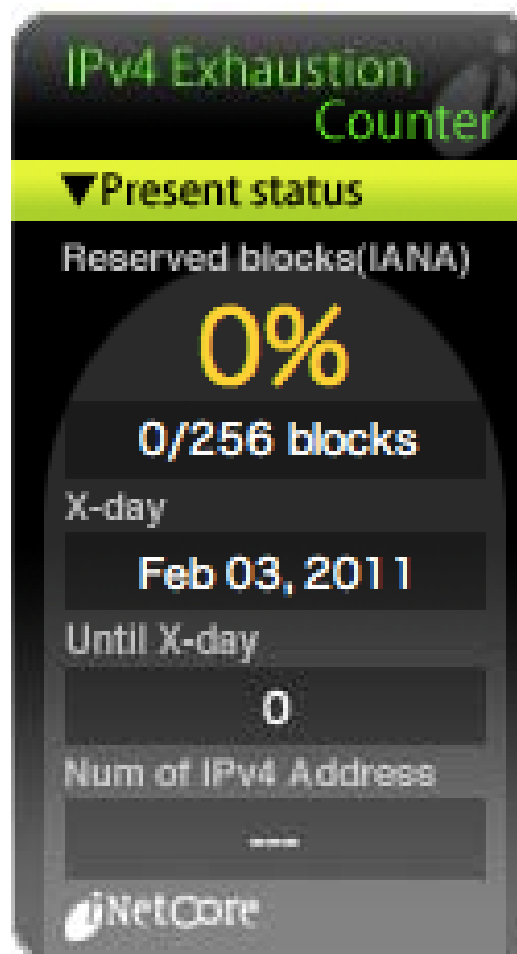 IPv4 Exhaustion
Counter
▼Present status
Reserved blocks(IANA)
0%
0/256 blocks
X-day
Feb 03, 2011
Until X-day
0
Num of IPv4 Address
---
iNetCore